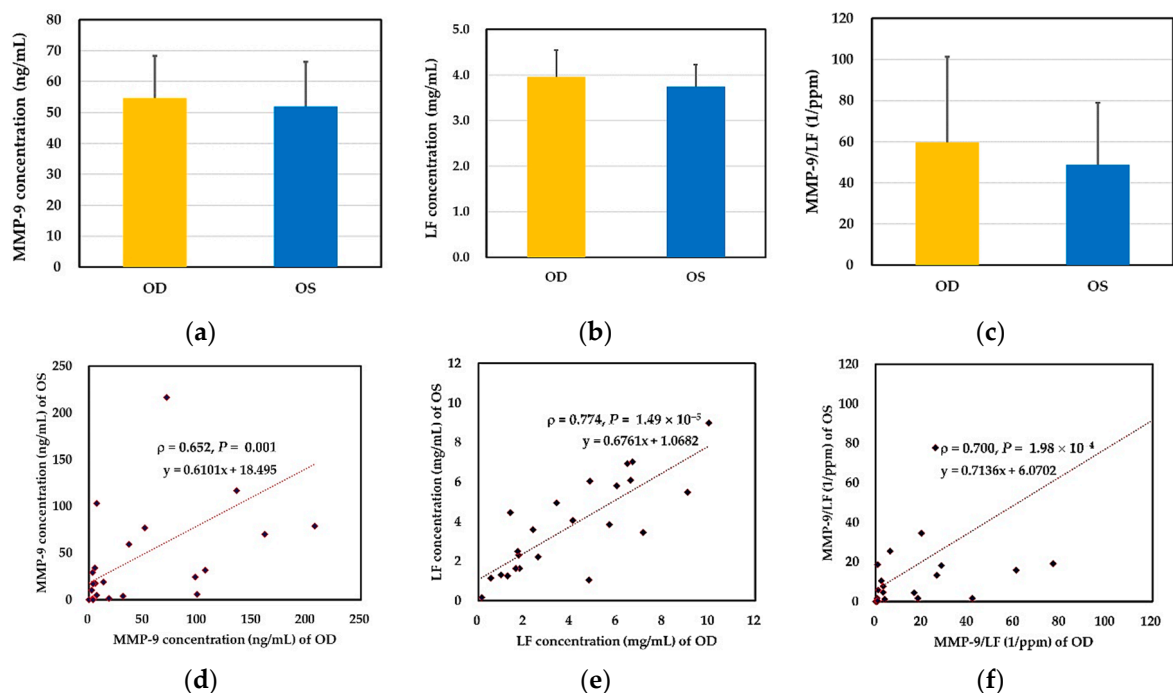 MMP-9 concentration (ng/mL)
80
70
60
50
40
30
20
10
0
OD OS
(a)
LF concentration (mg/mL)
5.0
4.0
3.0
2.0
1.0
0.0
OD OS
(b)
MMP-9/LF (1/ppm)
120
100
80
60
40
20
0
OD OS
(c)
MMP-9 concentration (ng/mL) of OS
250
200
150
100
50
0
ρ = 0.652, P = 0.001
y = 0.6101x + 18.495
0 50 100 150 200 250
MMP-9 concentration (ng/mL) of OD
(d)
LF concentration (mg/mL) of OS
12
10
8
6
4
2
0
ρ = 0.774, P = 1.49 × 10⁻⁵
y = 0.6761x + 1.0682
0 2 4 6 8 10 12
LF concentration (mg/mL) of OD
(e)
MMP-9/LF (1/ppm) of OS
120
100
80
60
40
20
0
ρ = 0.700, P = 1.98 × 10⁻⁴
y = 0.7136x + 6.0702
0 20 40 60 80 100 120
MMP-9/LF (1/ppm) of OD
(f)